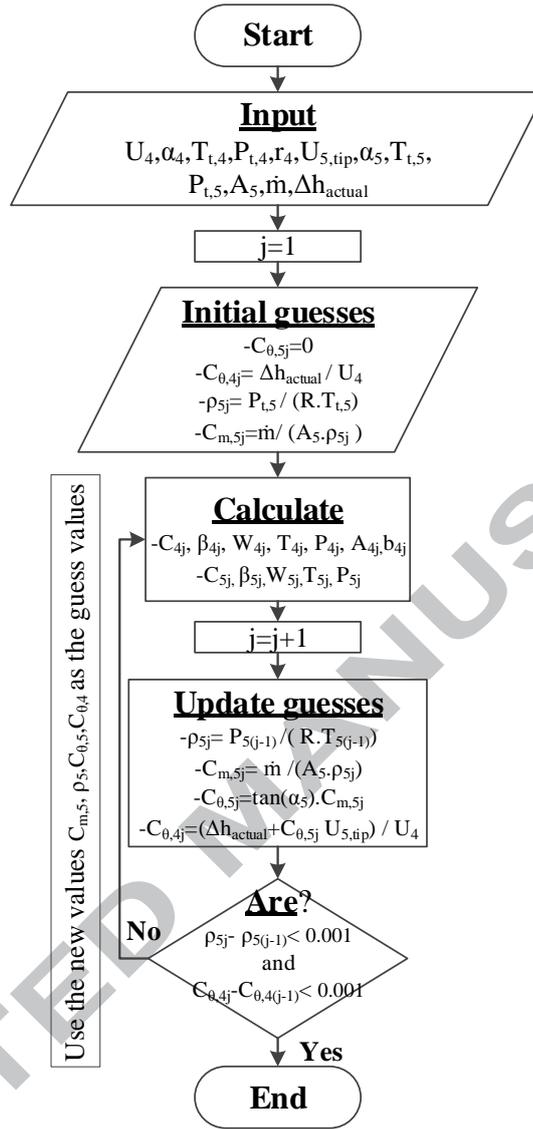 Start
Input
U₄,α₄,Tₜ,₄,Pₜ,₄,r₄,U₅,tip,α₅,Tₜ,₅,
Pₜ,₅,A₅,ṁ,Δhactual
j=1
Initial guesses
-Cθ,5j=0
-Cθ,4j= Δhactual / U₄
-ρ5j= Pt,5 / (R.Tt,5)
-Cm,5j=ṁ/ (A₅.ρ5j )
Calculate
-C4j, β4j, W4j, T4j, P4j, A4j,b4j
-C5j, β5j,W5j,T5j, P5j
j=j+1
Update guesses
-ρ5j= P5(j-1) /( R.T5(j-1))
-Cm,5j= ṁ /(A₅.ρ5j)
-Cθ,5j=tan(α₅).Cm,5j
-Cθ,4j=(Δhactual+Cθ,5j U5,tip) / U₄
Use the new values Cm,5, ρ5,Cθ,5,Cθ,4 as the guess values
Are?
ρ5j- ρ5(j-1)< 0.001
and
Cθ,4j-Cθ,4(j-1)< 0.001
No
Yes
End
TED MANUS